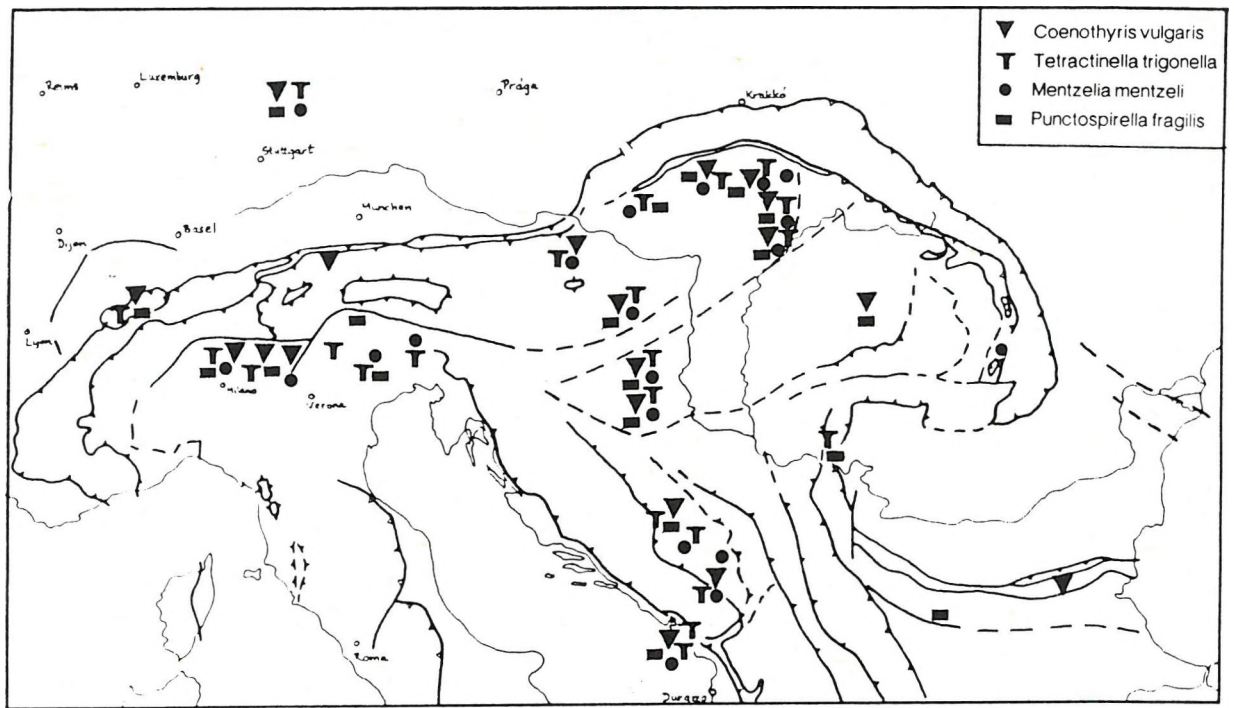 Coenothyris vulgaris
Tetractinella trigonella
Mentzelia mentzeli
Punctospirella fragilis
Reims
Luxemburg
Prága
Krakkó
Stuttgart
München
Basel
Dijon
Lyon
Milano
Verona
Roma